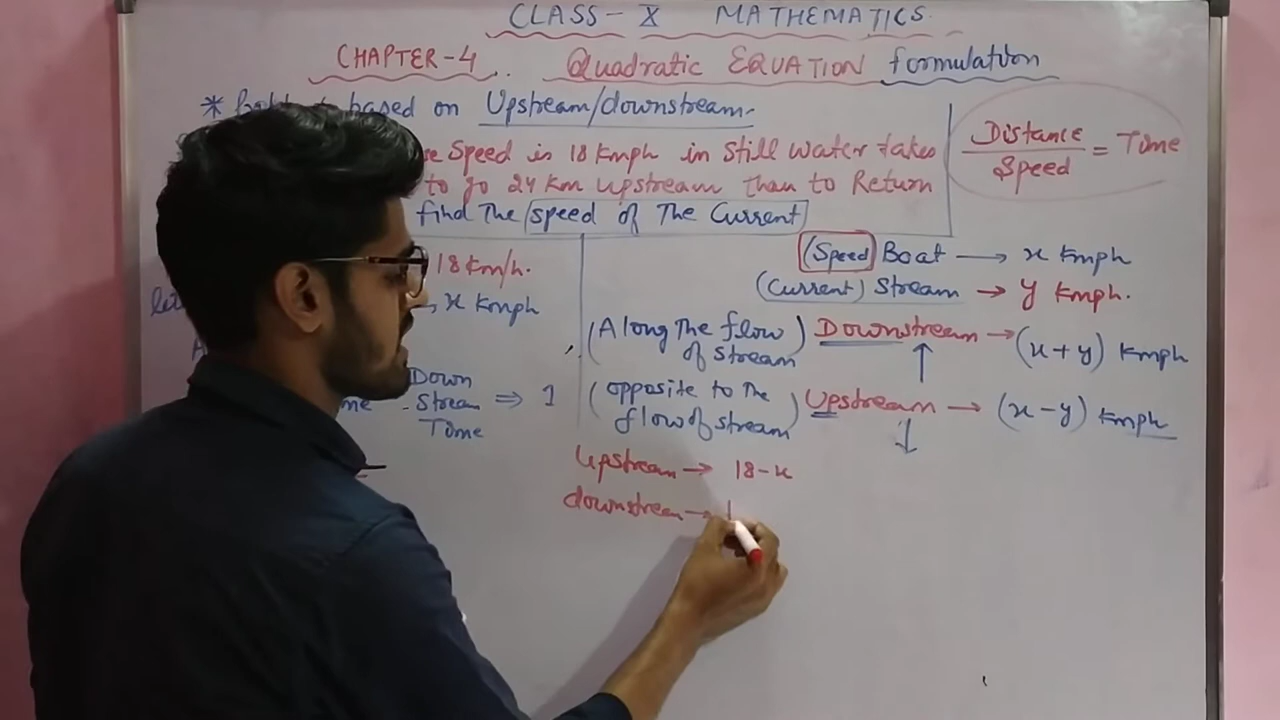 CLASS-X MATHEMATICS
CHAPTER-4 .. Quadratic EQUATION formulation
* based on Upstream/downstream.
Speed is 18 Kmph in Still Water takes
to go 24 Km upstream Than to Return
find The speed of The Current
Distance / Speed = Time
18 Km/h.
let
x Kmph
Down
Stream ⇒ 1
Time
(Speed) Boat → x Kmph
(Current) Stream → y Kmph.
(Along The flow of Stream) Downstream → (x+y) Kmph
(opposite to The flow of stream) Upstream → (x-y) Kmph
Upstream → 18-x
downstream → 1